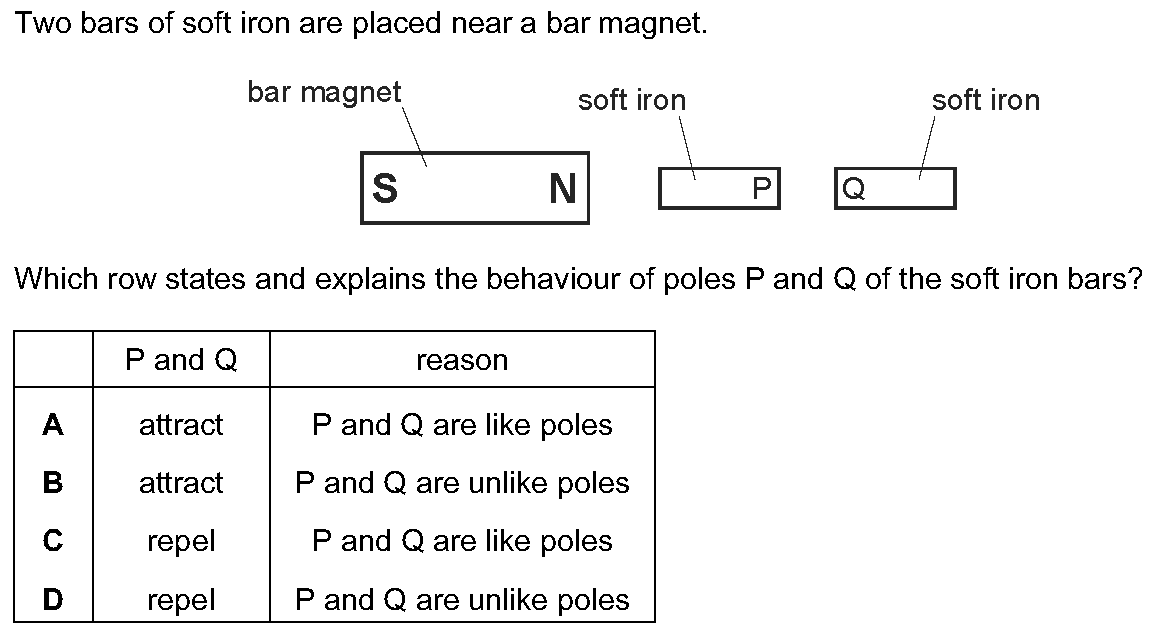 Two bars of soft iron are placed near a bar magnet.
bar magnet
soft iron
soft iron
S
N
P
Q
Which row states and explains the behaviour of poles P and Q of the soft iron bars?
P and Q reason
A attract P and Q are like poles
B attract P and Q are unlike poles
C repel P and Q are like poles
D repel P and Q are unlike poles